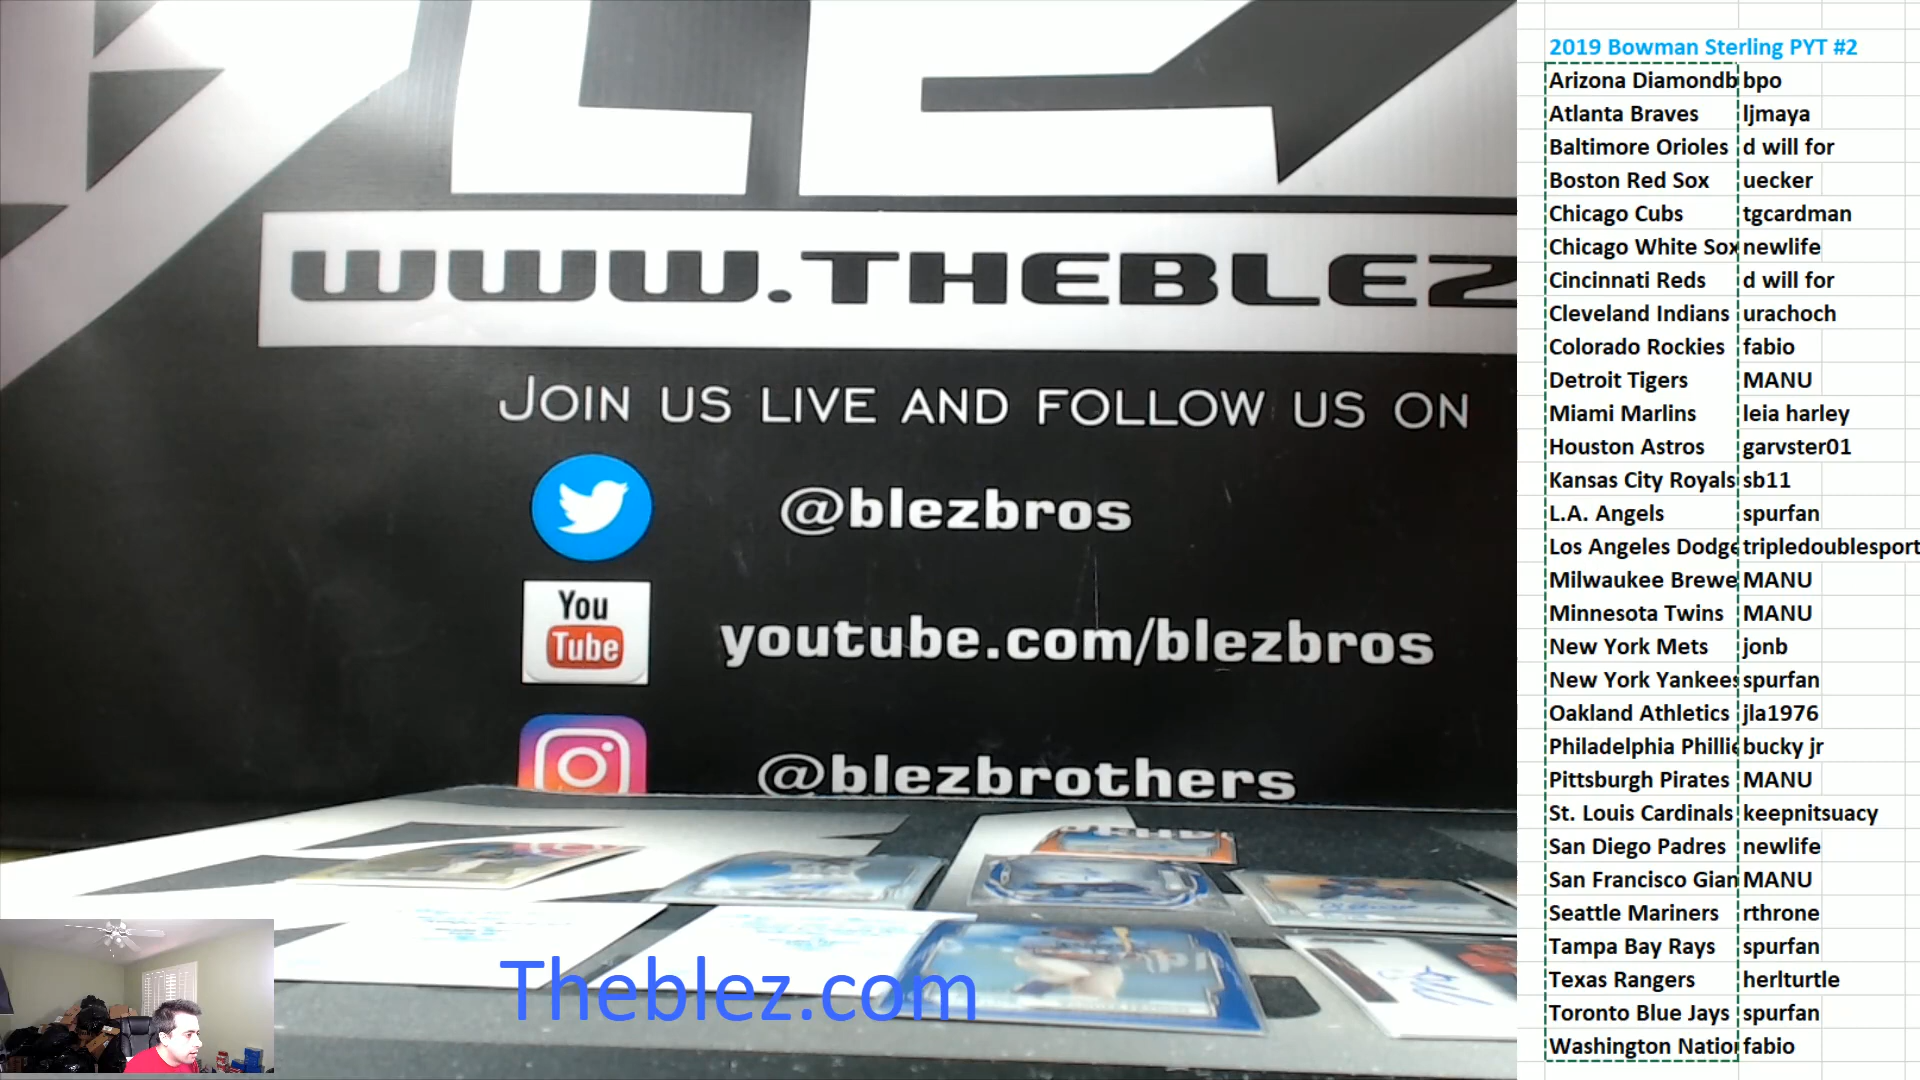 WWW.THEBLEZ
JOIN US LIVE AND FOLLOW US ON
@blezbros
You
Tube
youtube.com/blezbros
@blezbrothers
Theblez.com
2019 Bowman Sterling PYT #2
Arizona Diamondb bpo
Atlanta Braves ljmaya
Baltimore Orioles d will for
Boston Red Sox uecker
Chicago Cubs tgcardman
Chicago White Sox newlife
Cincinnati Reds d will for
Cleveland Indians urachoch
Colorado Rockies fabio
Detroit Tigers MANU
Miami Marlins leia harley
Houston Astros garvster01
Kansas City Royals sb11
L.A. Angels spurfan
Los Angeles Dodge tripledoublesport
Milwaukee Brewe MANU
Minnesota Twins MANU
New York Mets jonb
New York Yankees spurfan
Oakland Athletics jla1976
Philadelphia Phillie bucky jr
Pittsburgh Pirates MANU
St. Louis Cardinals keepnitsuacy
San Diego Padres newlife
San Francisco Gian MANU
Seattle Mariners rthrone
Tampa Bay Rays spurfan
Texas Rangers herlturtle
Toronto Blue Jays spurfan
Washington Nation fabio